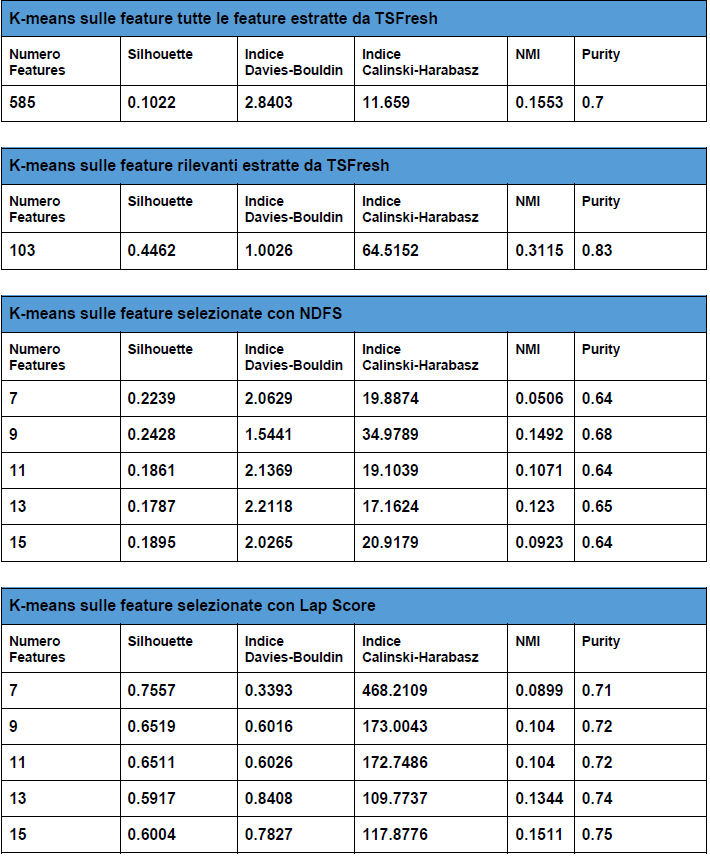 K-means sulle feature tutte le feature estratte da TSFresh
Numero Features Silhouette Indice Davies-Bouldin Indice Calinski-Harabasz NMI Purity
585 0.1022 2.8403 11.659 0.1553 0.7
K-means sulle feature rilevanti estratte da TSFresh
Numero Features Silhouette Indice Davies-Bouldin Indice Calinski-Harabasz NMI Purity
103 0.4462 1.0026 64.5152 0.3115 0.83
K-means sulle feature selezionate con NDFS
Numero Features Silhouette Indice Davies-Bouldin Indice Calinski-Harabasz NMI Purity
7 0.2239 2.0629 19.8874 0.0506 0.64
9 0.2428 1.5441 34.9789 0.1492 0.68
11 0.1861 2.1369 19.1039 0.1071 0.64
13 0.1787 2.2118 17.1624 0.123 0.65
15 0.1895 2.0265 20.9179 0.0923 0.64
K-means sulle feature selezionate con Lap Score
Numero Features Silhouette Indice Davies-Bouldin Indice Calinski-Harabasz NMI Purity
7 0.7557 0.3393 468.2109 0.0899 0.71
9 0.6519 0.6016 173.0043 0.104 0.72
11 0.6511 0.6026 172.7486 0.104 0.72
13 0.5917 0.8408 109.7737 0.1344 0.74
15 0.6004 0.7827 117.8776 0.1511 0.75